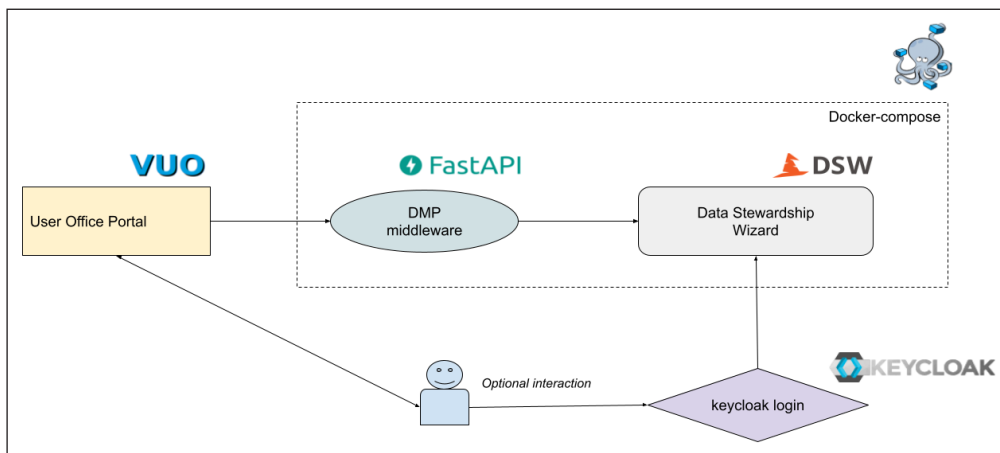 Docker-compose
VUO
FastAPI
DSW
User Office Portal
DMP
middleware
Data Stewardship
Wizard
Optional interaction
KEYCLOAK
keycloak login